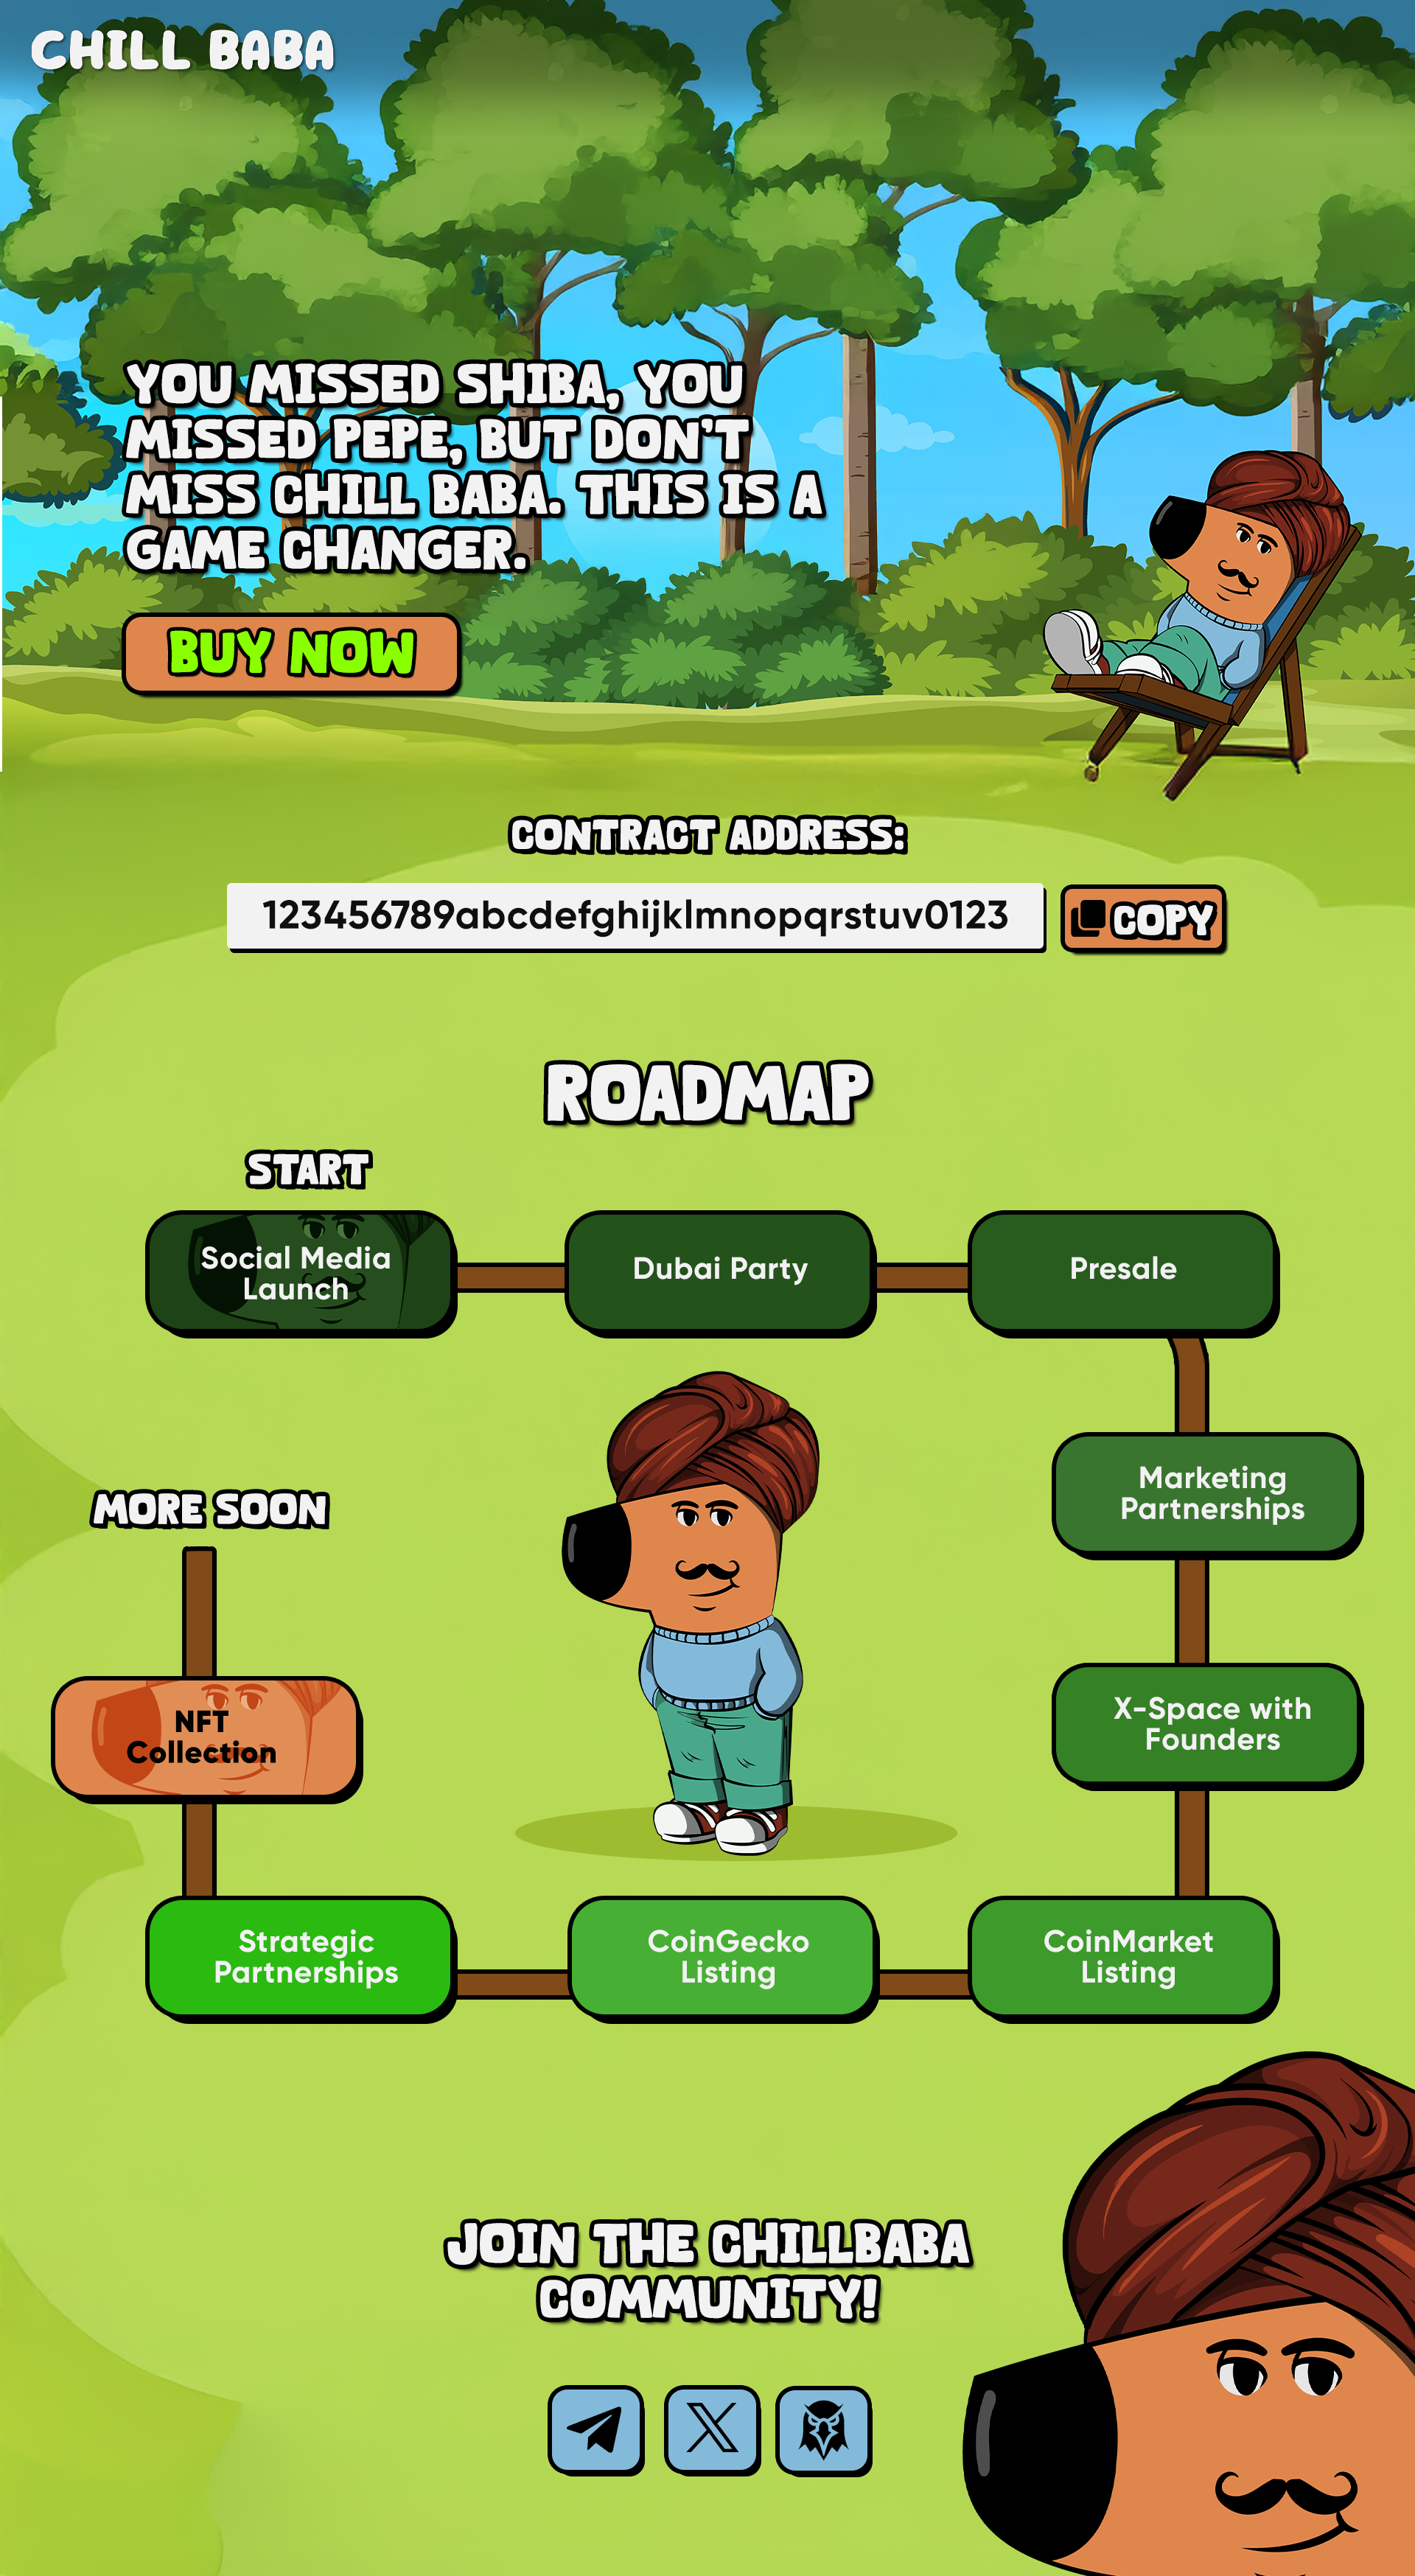 CHILL BABA
YOU MISSED SHIBA, YOU
MISSED PEPE, BUT DON'T
MISS CHILL BABA. THIS IS A
GAME CHANGER.
BUY NOW
CONTRACT ADDRESS:
123456789abcdefghijklmnopqrstuv0123
COPY
ROADMAP
START
Social Media
Launch
Dubai Party
Presale
Marketing
Partnerships
X-Space with
Founders
CoinMarket
Listing
CoinGecko
Listing
Strategic
Partnerships
NFT
Collection
MORE SOON
JOIN THE CHILLBABA
COMMUNITY!